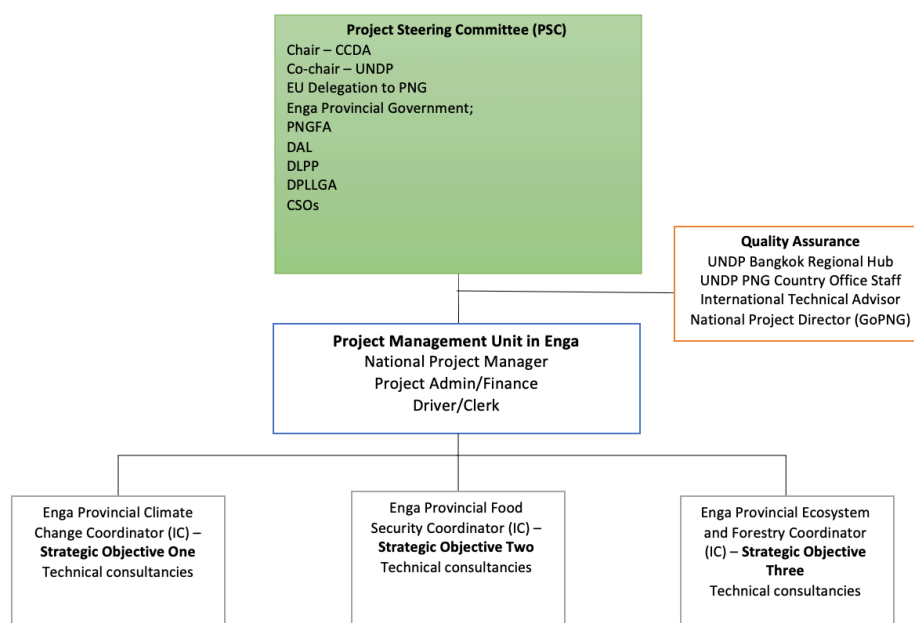 Project Steering Committee (PSC)
Chair – CCDA
Co-chair – UNDP
EU Delegation to PNG
Enga Provincial Government;
PNGFA
DAL
DLPP
DPLLGA
CSOs
Quality Assurance
UNDP Bangkok Regional Hub
UNDP PNG Country Office Staff
International Technical Advisor
National Project Director (GoPNG)
Project Management Unit in Enga
National Project Manager
Project Admin/Finance
Driver/Clerk
Enga Provincial Climate
Change Coordinator (IC) –
Strategic Objective One
Technical consultancies
Enga Provincial Food
Security Coordinator (IC) –
Strategic Objective Two
Technical consultancies
Enga Provincial Ecosystem
and Forestry Coordinator
(IC) – Strategic Objective
Three
Technical consultancies